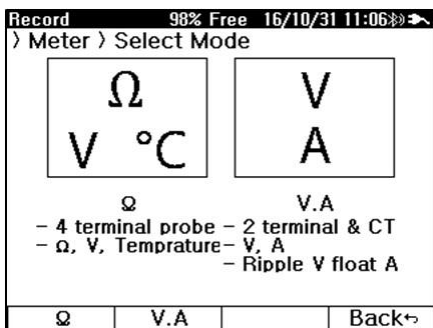 Record 98% Free 16/10/31 11:06
⟩ Meter ⟩ Select Mode
Ω
V °C
V
A
Ω
– 4 terminal probe
– Ω, V, Temprature
V.A
– 2 terminal & CT
– V, A
– Ripple V float A
Ω V.A Back